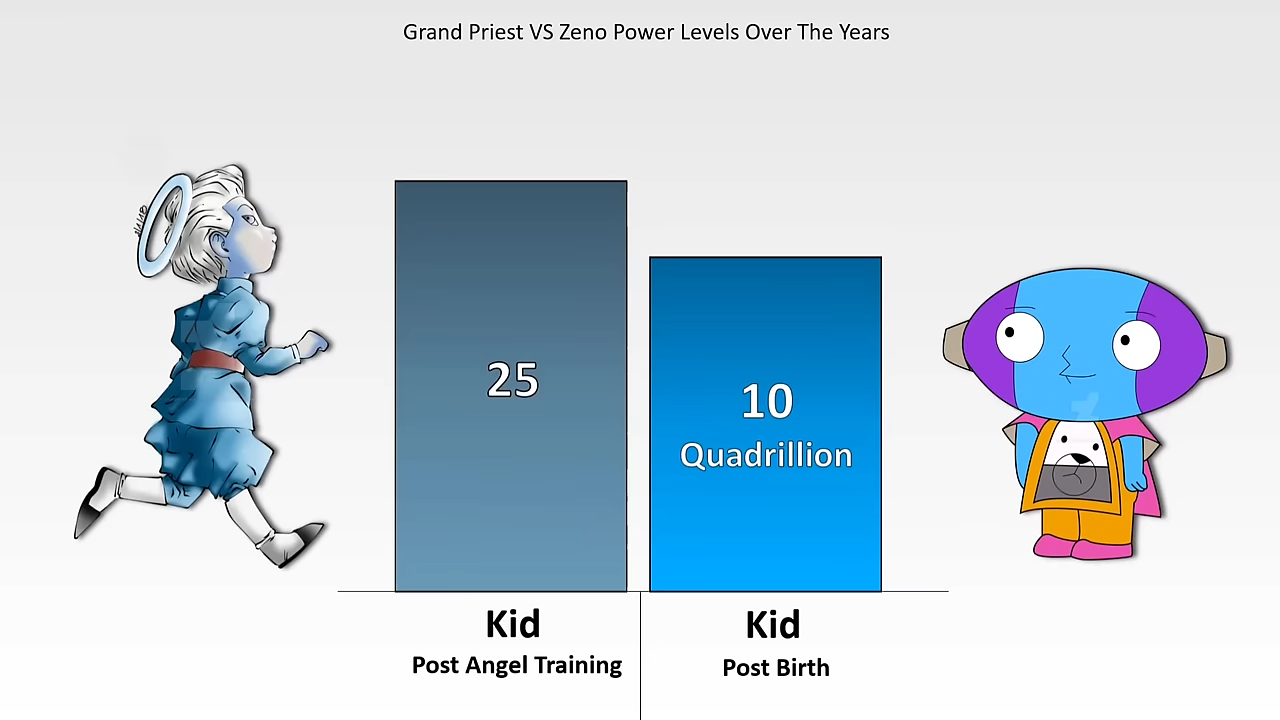 Grand Priest VS Zeno Power Levels Over The Years
25
10
Quadrillion
Kid
Post Angel Training
Kid
Post Birth